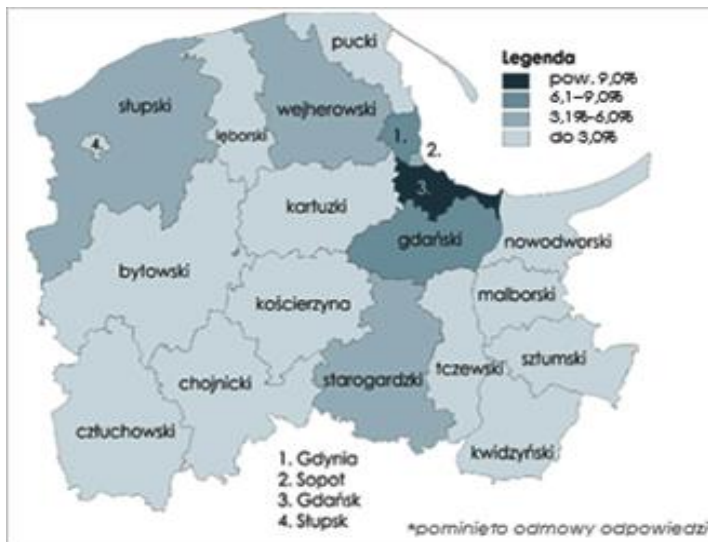 pucki
Legenda
pow. 9,0%
6,1–9,0%
3,1%-6,0%
do 3,0%
słupski
wejherowski
4.
lęborski
1.
2.
3.
kartuzki
gdański
nowodworski
bytowski
kościerzyna
malborski
chojnicki
starogardzki
tczewski
sztumski
człuchowski
kwidzyński
1. Gdynia
2. Sopot
3. Gdańsk
4. Słupsk
*pominięto odmowy odpowiedzi